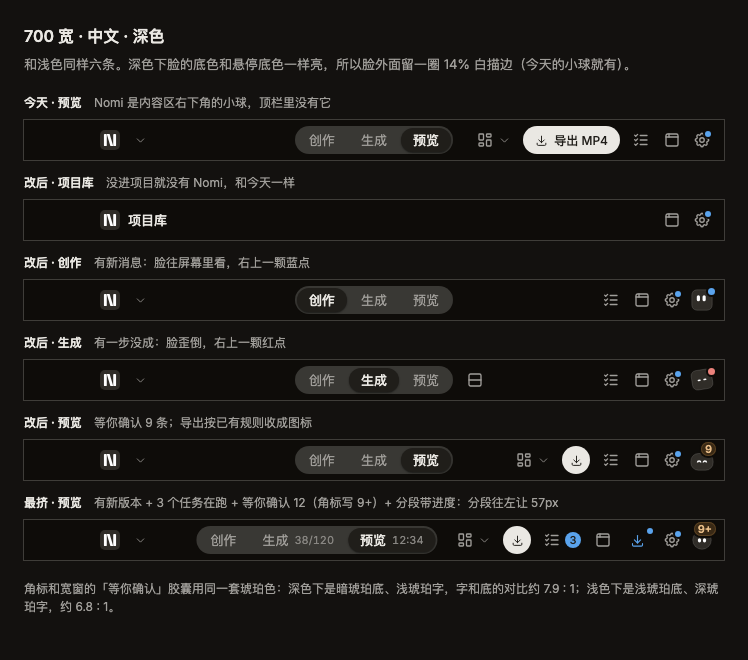 700 宽 · 中文 · 深色
和浅色同样六条。深色下脸的底色和悬停底色一样亮，所以脸外面留一圈 14% 白描边（今天的小球就有）。
今天 · 预览 Nomi 是内容区右下角的小球，顶栏里没有它
N 创作 生成 预览 导出 MP4
改后 · 项目库 没进项目就没有 Nomi，和今天一样
N 项目库
改后 · 创作 有新消息：脸往屏幕里看，右上一颗蓝点
N 创作 生成 预览
改后 · 生成 有一步没成：脸歪倒，右上一颗红点
N 创作 生成 预览
改后 · 预览 等你确认 9 条；导出按已有规则收成图标
N 创作 生成 预览 9
最挤 · 预览 有新版本 + 3 个任务在跑 + 等你确认 12（角标写 9+）+ 分段带进度：分段往左让 57px
N 创作 生成 38/120 预览 12:34 3 9+
角标和宽窗的「等你确认」胶囊用同一套琥珀色：深色下是暗琥珀底、浅琥珀字，字和底的对比约 7.9 : 1；浅色下是浅琥珀底、深琥
珀字，约 6.8 : 1。